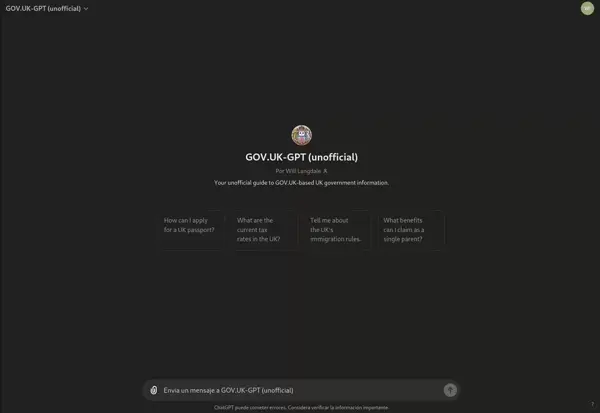 GOV.UK-GPT (unofficial)
GOV.UK-GPT (unofficial)
Por Will Langdale
Your unofficial guide to GOV.UK-based UK government information.
How can I apply
for a UK passport?
What are the
current tax
rates in the UK?
Tell me about
the UK's
immigration rules.
What benefits
can I claim as a
single parent?
Envía un mensaje a GOV.UK-GPT (unofficial)
ChatGPT puede cometer errores. Considera verificar la información importante.
?